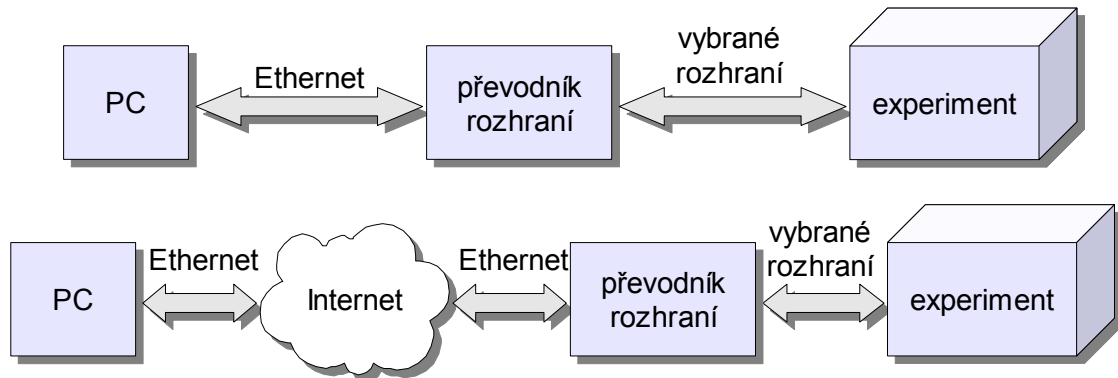 PC
Ethernet
převodník
rozhraní
vybrané
rozhraní
experiment
PC
Ethernet
Internet
Ethernet
převodník
rozhraní
vybrané
rozhraní
experiment